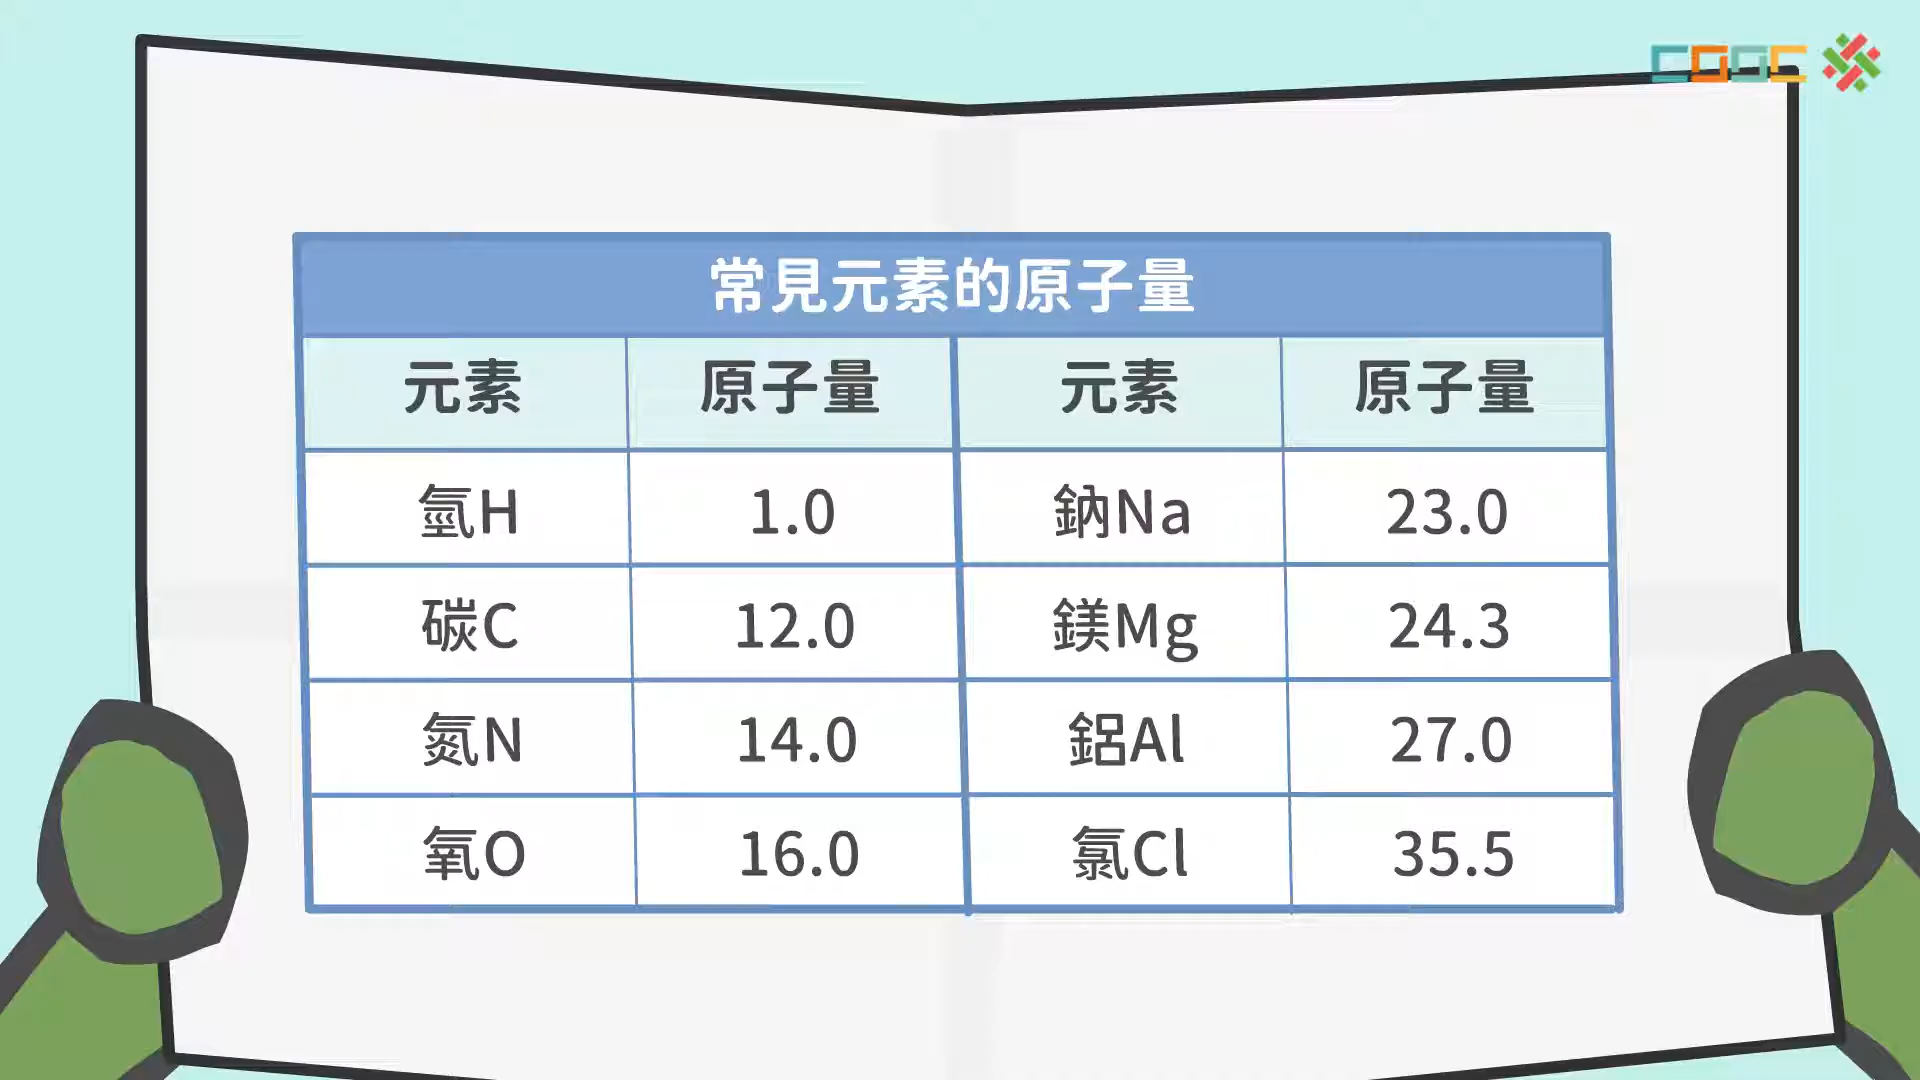 常見元素的原子量
元素 原子量 元素 原子量
氫H 1.0 鈉Na 23.0
碳C 12.0 鎂Mg 24.3
氮N 14.0 鋁Al 27.0
氧O 16.0 氯Cl 35.5